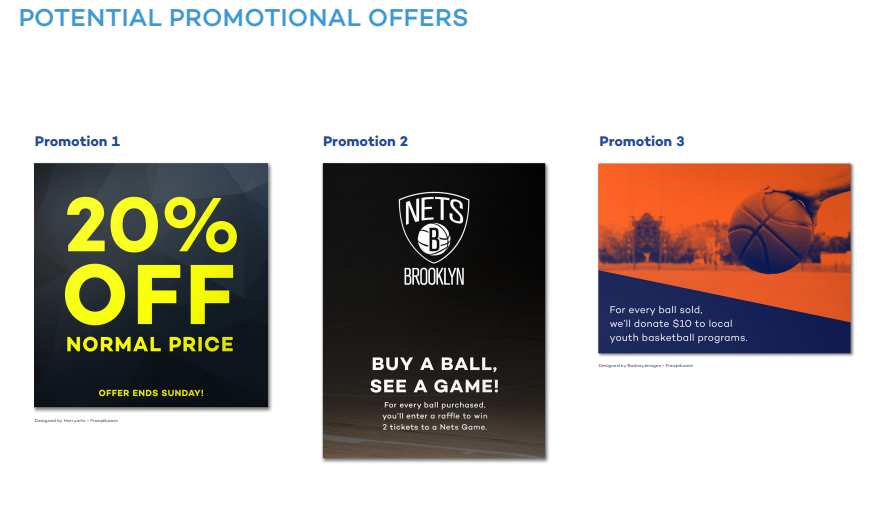 POTENTIAL PROMOTIONAL OFFERS
Promotion 1
20%
OFF
NORMAL PRICE
OFFER ENDS SUNDAY!
Designed by Harryarts - Freepik.com
Promotion 2
NETS
B
BROOKLYN
BUY A BALL,
SEE A GAME!
For every ball purchased,
you'll enter a raffle to win
2 tickets to a Nets Game.
Promotion 3
For every ball sold,
we'll donate $10 to local
youth basketball programs.
Designed by Rodneyimages - Freepik.com